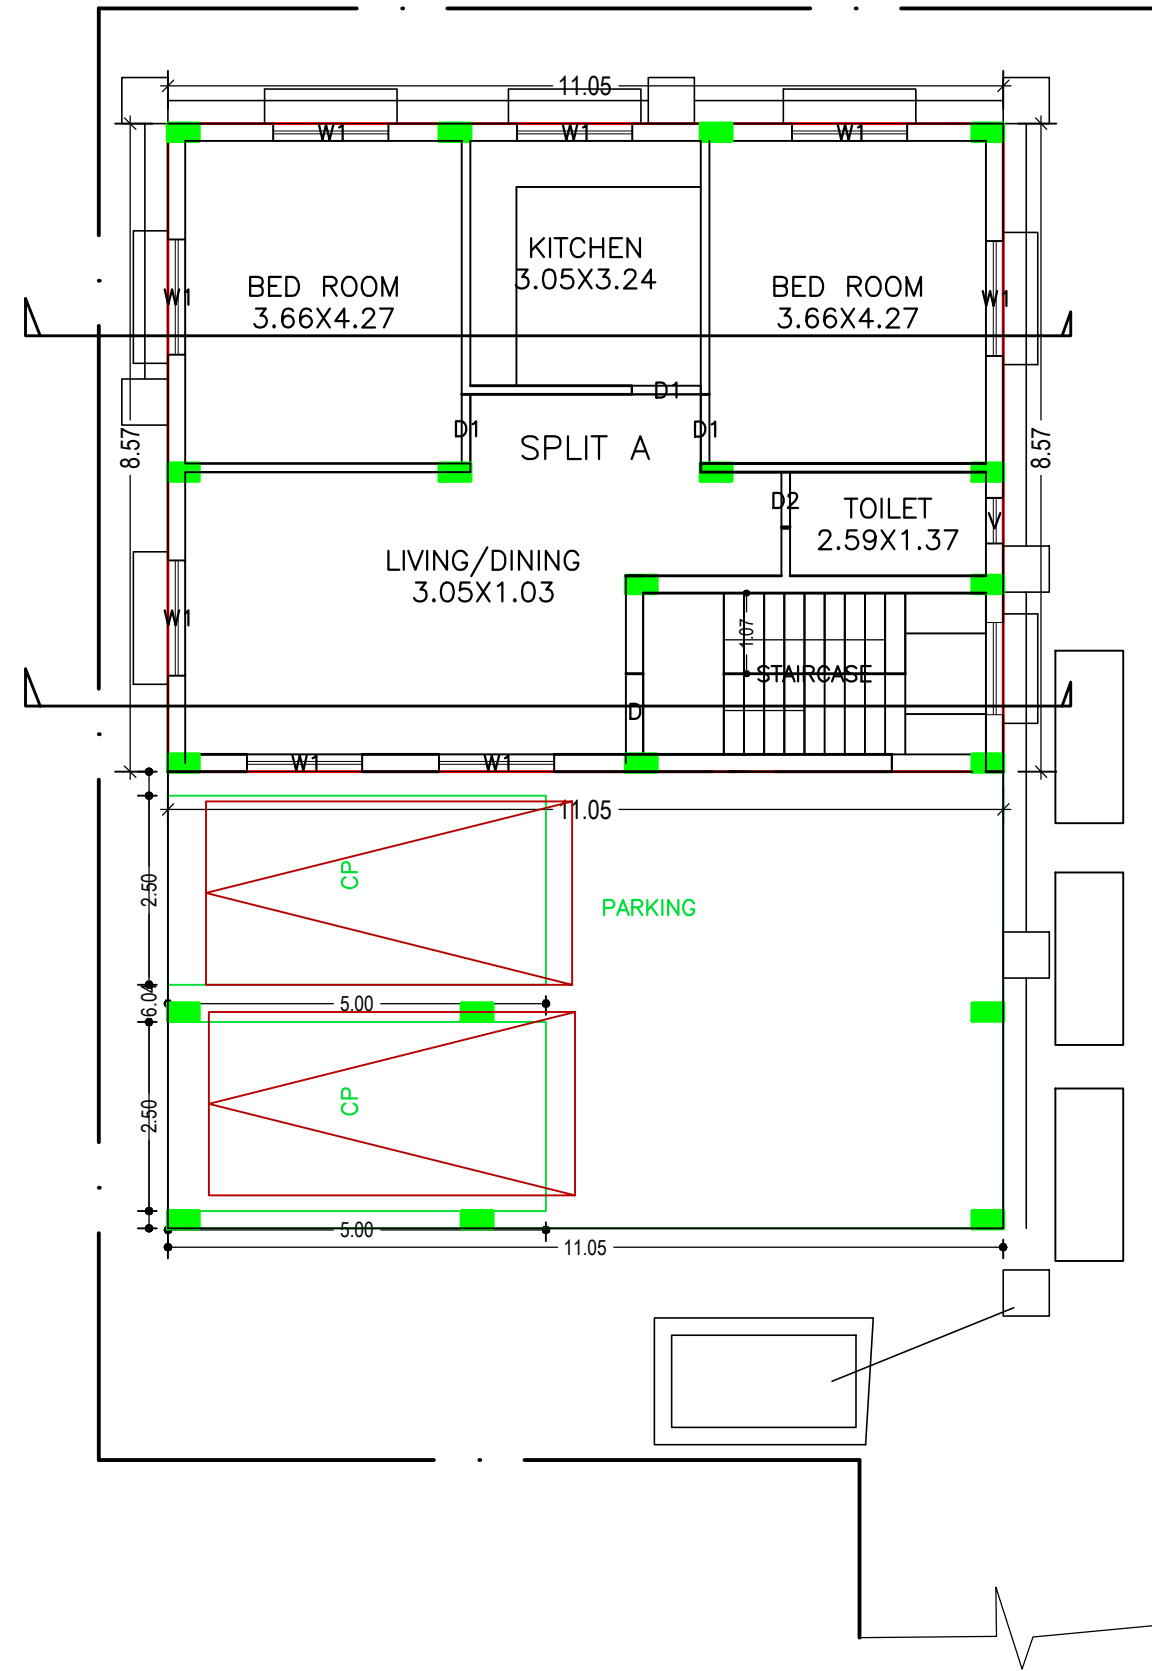 11.05
W1
W1
W1
KITCHEN
3.05X3.24
BED ROOM
3.66X4.27
BED ROOM
3.66X4.27
W1
W1
D1
D1
D1
SPLIT A
8.57
8.57
D2
TOILET
2.59X1.37
V
LIVING/DINING
3.05X1.03
W1
1.07
STAIRCASE
D
W1
W1
11.05
CP
2.50
PARKING
6.04
5.00
CP
2.50
5.00
11.05